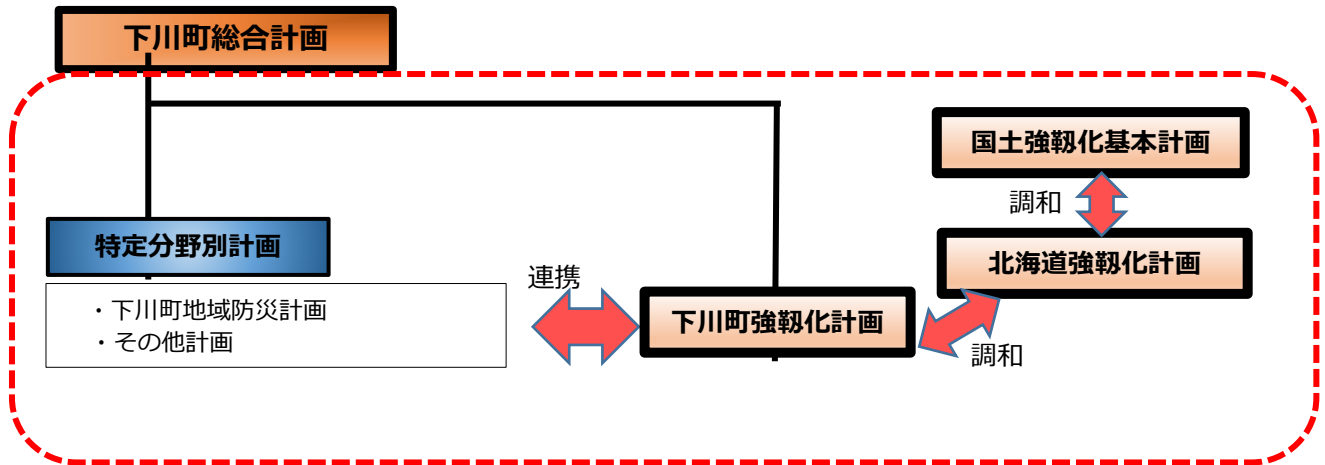 下川町総合計画
国土強靱化基本計画
調和
特定分野別計画
北海道強靱化計画
連携
・下川町地域防災計画
・その他計画
下川町強靱化計画
調和